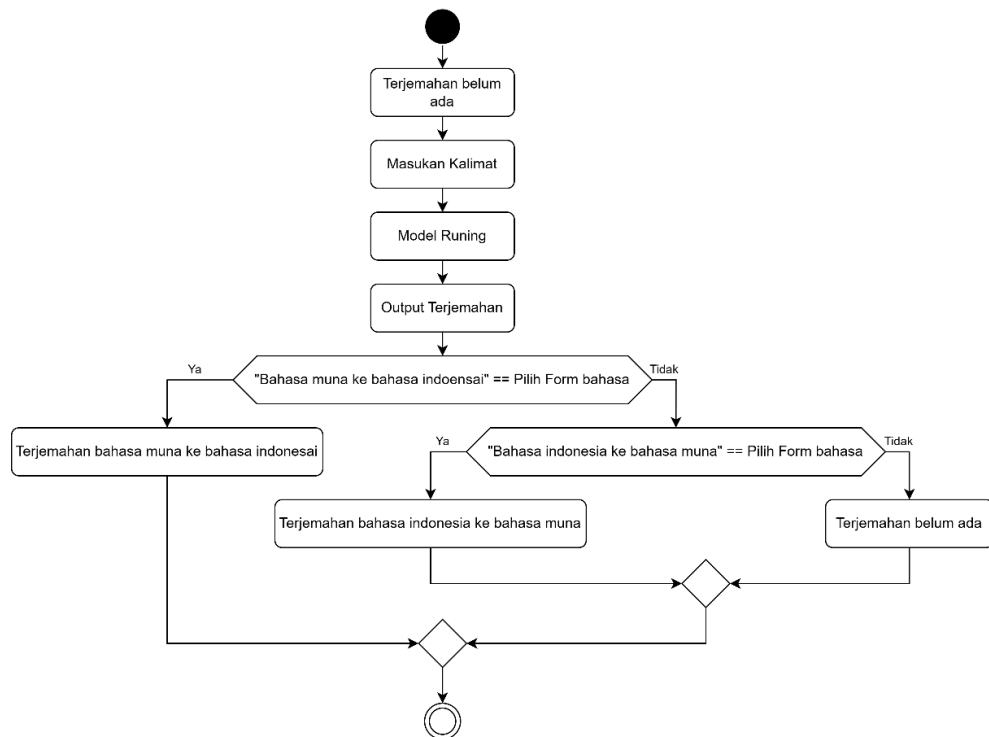 Terjemahan belum
ada
Masukan Kalimat
Model Runing
Output Terjemahan
Ya
"Bahasa muna ke bahasa indoensai" == Pilih Form bahasa
Tidak
Terjemahan bahasa muna ke bahasa indonesai
Ya
"Bahasa indonesia ke bahasa muna" == Pilih Form bahasa
Tidak
Terjemahan bahasa indonesia ke bahasa muna
Terjemahan belum ada